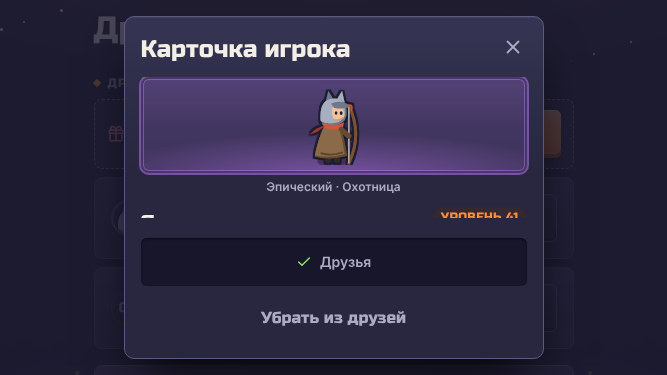 Карточка игрока
Эпический · Охотница
УРОВЕНЬ 41
Друзья
Убрать из друзей